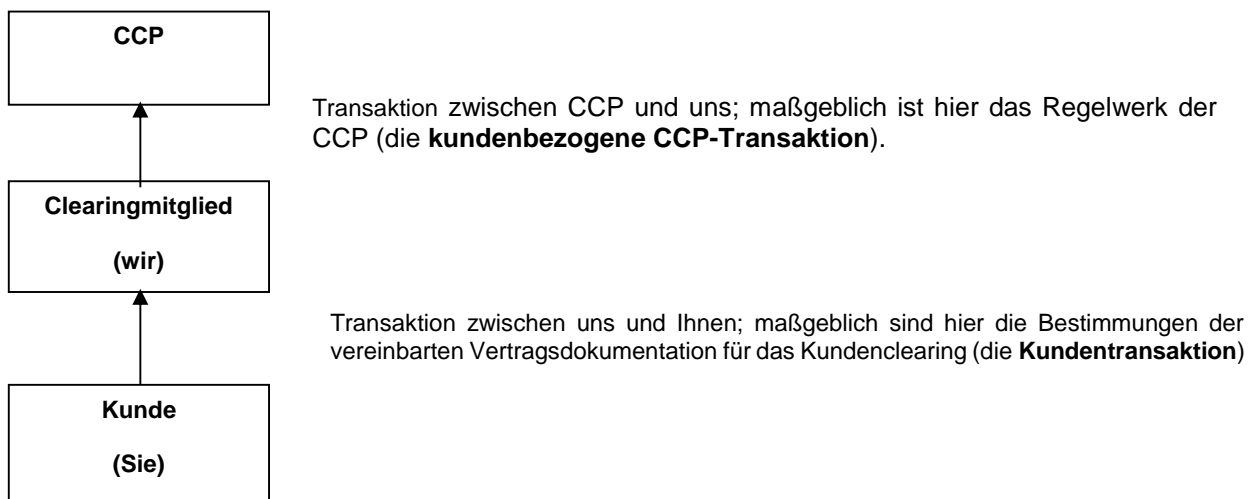 CCP
Transaktion zwischen CCP und uns; maßgeblich ist hier das Regelwerk der
CCP (die kundenbezogene CCP-Transaktion).
Clearingmitglied
(wir)
Transaktion zwischen uns und Ihnen; maßgeblich sind hier die Bestimmungen der
vereinbarten Vertragsdokumentation für das Kundenclearing (die Kundentransaktion)
Kunde
(Sie)